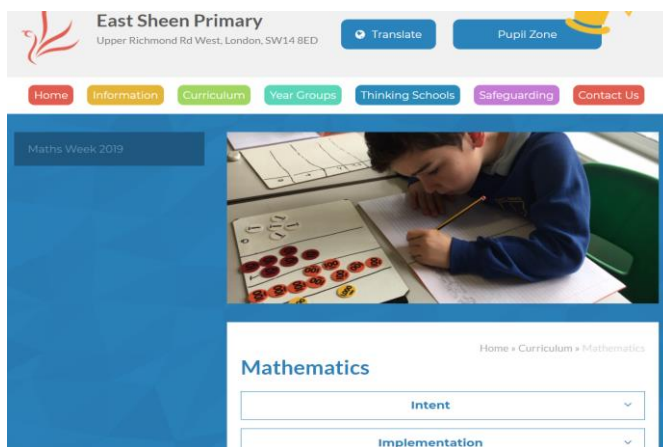 East Sheen Primary
Upper Richmond Rd West, London, SW14 8ED
Translate
Pupil Zone
Home
Information
Curriculum
Year Groups
Thinking Schools
Safeguarding
Contact Us
Maths Week 2019
Home » Curriculum » Mathematics
Mathematics
Intent
Implementation